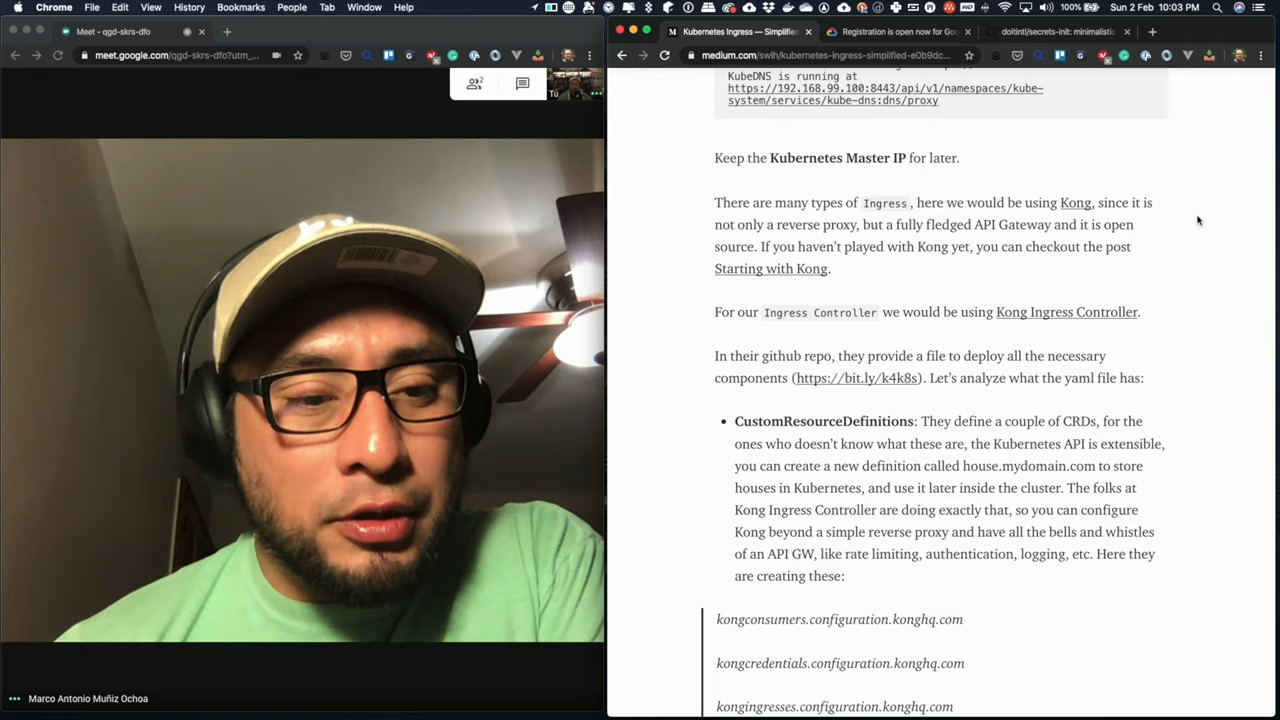 Chrome File Edit View History Bookmarks People Tab Window Help
100% Sun 2 Feb 10:03 PM
Meet - qgd-skrs-dfo
Kubernetes Ingress — Simplified
Registration is open now for Go
doitintl/secrets-init: minimalistic
meet.google.com/qgd-skrs-dfo?utm_...
medium.com/swlh/kubernetes-ingress-simplified-e0b9dc...
2
Tú
KubeDNS is running at
https://192.168.99.100:8443/api/v1/namespaces/kube-
system/services/kube-dns:dns/proxy
Keep the Kubernetes Master IP for later.
There are many types of Ingress, here we would be using Kong, since it is
not only a reverse proxy, but a fully fledged API Gateway and it is open
source. If you haven't played with Kong yet, you can checkout the post
Starting with Kong.
For our Ingress Controller we would be using Kong Ingress Controller.
In their github repo, they provide a file to deploy all the necessary
components (https://bit.ly/k4k8s). Let's analyze what the yaml file has:
• CustomResourceDefinitions: They define a couple of CRDs, for the
ones who doesn't know what these are, the Kubernetes API is extensible,
you can create a new definition called house.mydomain.com to store
houses in Kubernetes, and use it later inside the cluster. The folks at
Kong Ingress Controller are doing exactly that, so you can configure
Kong beyond a simple reverse proxy and have all the bells and whistles
of an API GW, like rate limiting, authentication, logging, etc. Here they
are creating these:
kongconsumers.configuration.konghq.com
kongcredentials.configuration.konghq.com
kongingresses.configuration.konghq.com
Marco Antonio Muñiz Ochoa